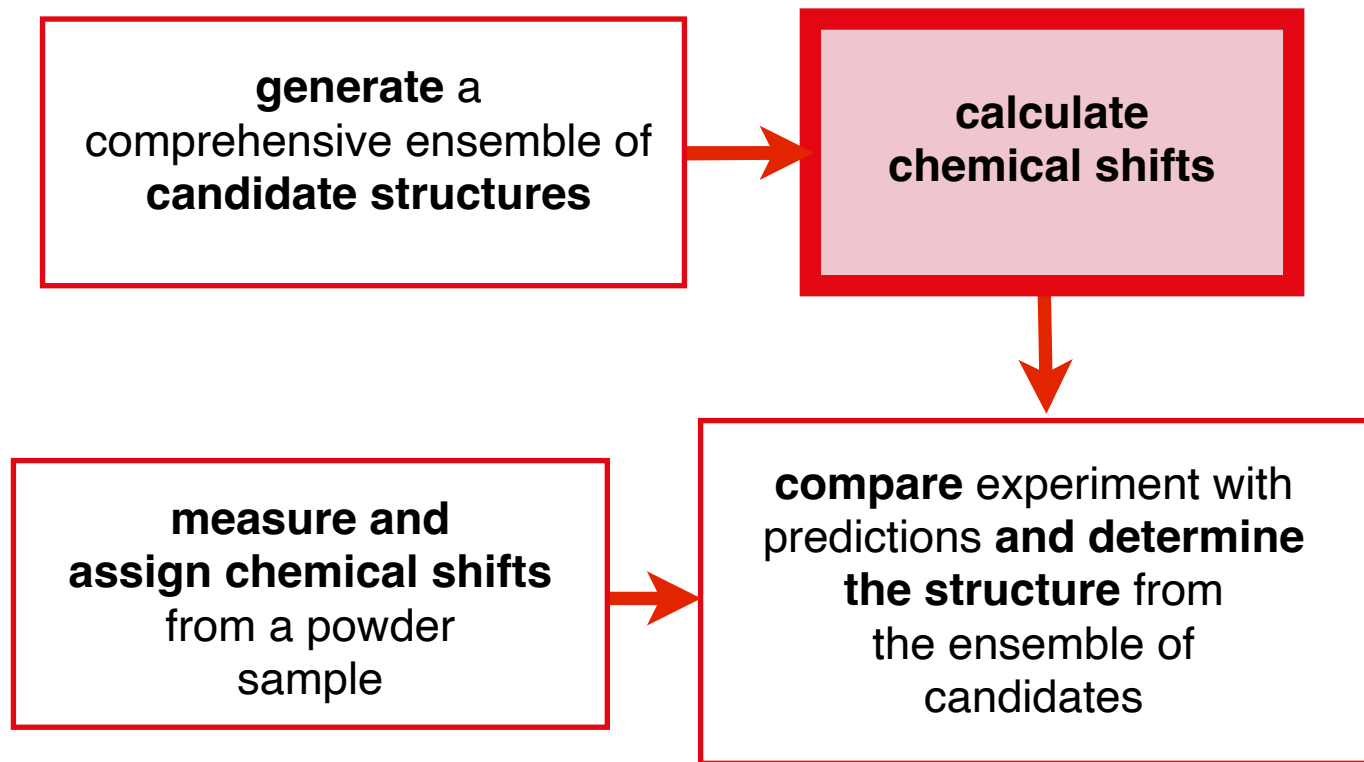 generate a
comprehensive ensemble of
candidate structures
calculate
chemical shifts
measure and
assign chemical shifts
from a powder
sample
compare experiment with
predictions and determine
the structure from
the ensemble of
candidates